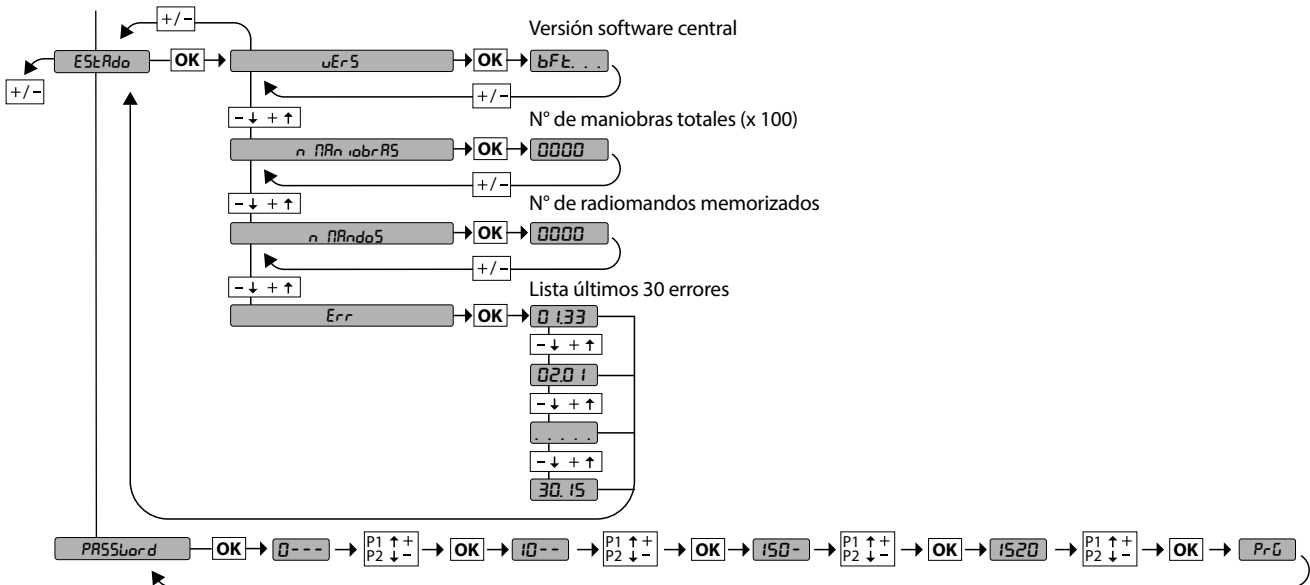 +/-
Versión software central
EStAdo OK vErS OK bFt. . .
+/-
+/-
- ↓ + ↑
N° de maniobras totales (x 100)
n MAniobrAS OK 0000
+/-
- ↓ + ↑
N° de radiomandos memorizados
n MAndoS OK 0000
+/-
- ↓ + ↑
Lista últimos 30 errores
Err OK 01.33
- ↓ + ↑
02.01
- ↓ + ↑
. . . . .
- ↓ + ↑
30.15
PASSword OK 0--- P1 ↑ + OK 10-- P1 ↑ + OK 150- P1 ↑ + OK 1520 P1 ↑ + OK PrG
P2 ↓ - P2 ↓ - P2 ↓ - P2 ↓ -